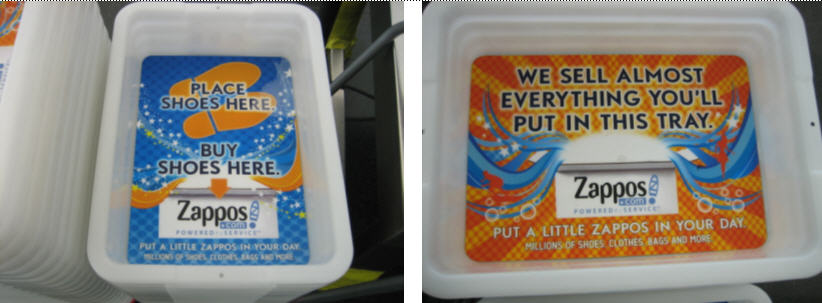 PLACE
SHOES HERE.
BUY
SHOES HERE.
Zappos
.com
POWERED by SERVICE
PUT A LITTLE ZAPPOS IN YOUR DAY.
MILLIONS OF SHOES, CLOTHES, BAGS AND MORE
WE SELL ALMOST
EVERYTHING YOU'LL
PUT IN THIS TRAY.
Zappos
.com
POWERED by SERVICE
PUT A LITTLE ZAPPOS IN YOUR DAY.
MILLIONS OF SHOES, CLOTHES, BAGS AND MORE